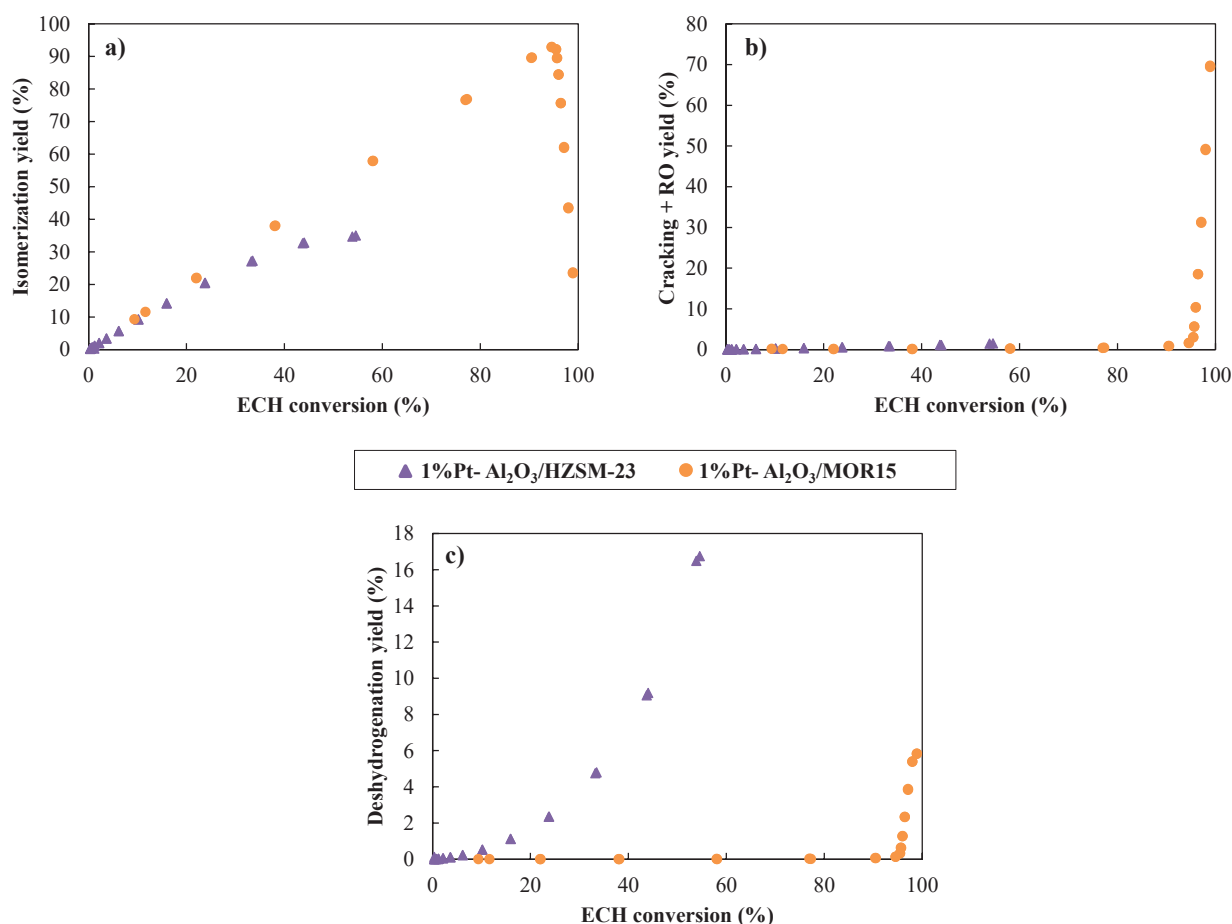 a)
Isomerization yield (%)
100
90
80
70
60
50
40
30
20
10
0
0 20 40 60 80 100
ECH conversion (%)
b)
Cracking + RO yield (%)
80
70
60
50
40
30
20
10
0
0 20 40 60 80 100
ECH conversion (%)
1%Pt- Al₂O₃/HZSM-23 1%Pt- Al₂O₃/MOR15
c)
Deshydrogenation yield (%)
18
16
14
12
10
8
6
4
2
0
0 20 40 60 80 100
ECH conversion (%)